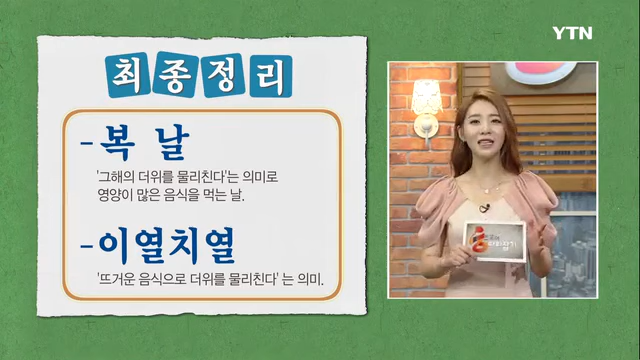 YTN
최종정리
-복 날
'그해의 더위를 물리친다'는 의미로
영양이 많은 음식을 먹는 날.
-이열치열
'뜨거운 음식으로 더위를 물리친다' 는 의미.